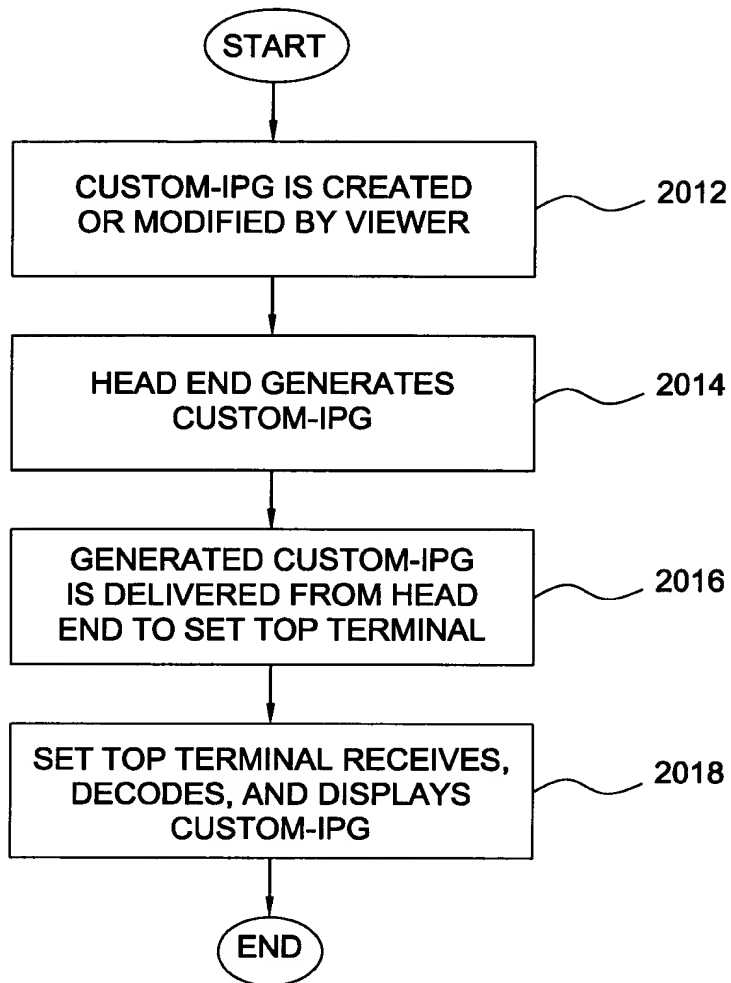 START
CUSTOM-IPG IS CREATED
OR MODIFIED BY VIEWER
2012
HEAD END GENERATES
CUSTOM-IPG
2014
GENERATED CUSTOM-IPG
IS DELIVERED FROM HEAD
END TO SET TOP TERMINAL
2016
SET TOP TERMINAL RECEIVES,
DECODES, AND DISPLAYS
CUSTOM-IPG
2018
END